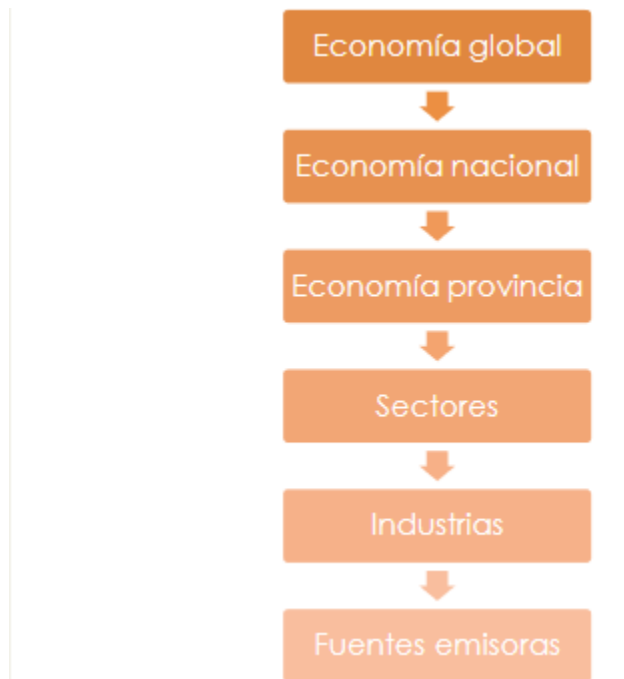 Economía global
Economía nacional
Economía provincia
Sectores
Industrias
Fuentes emisoras